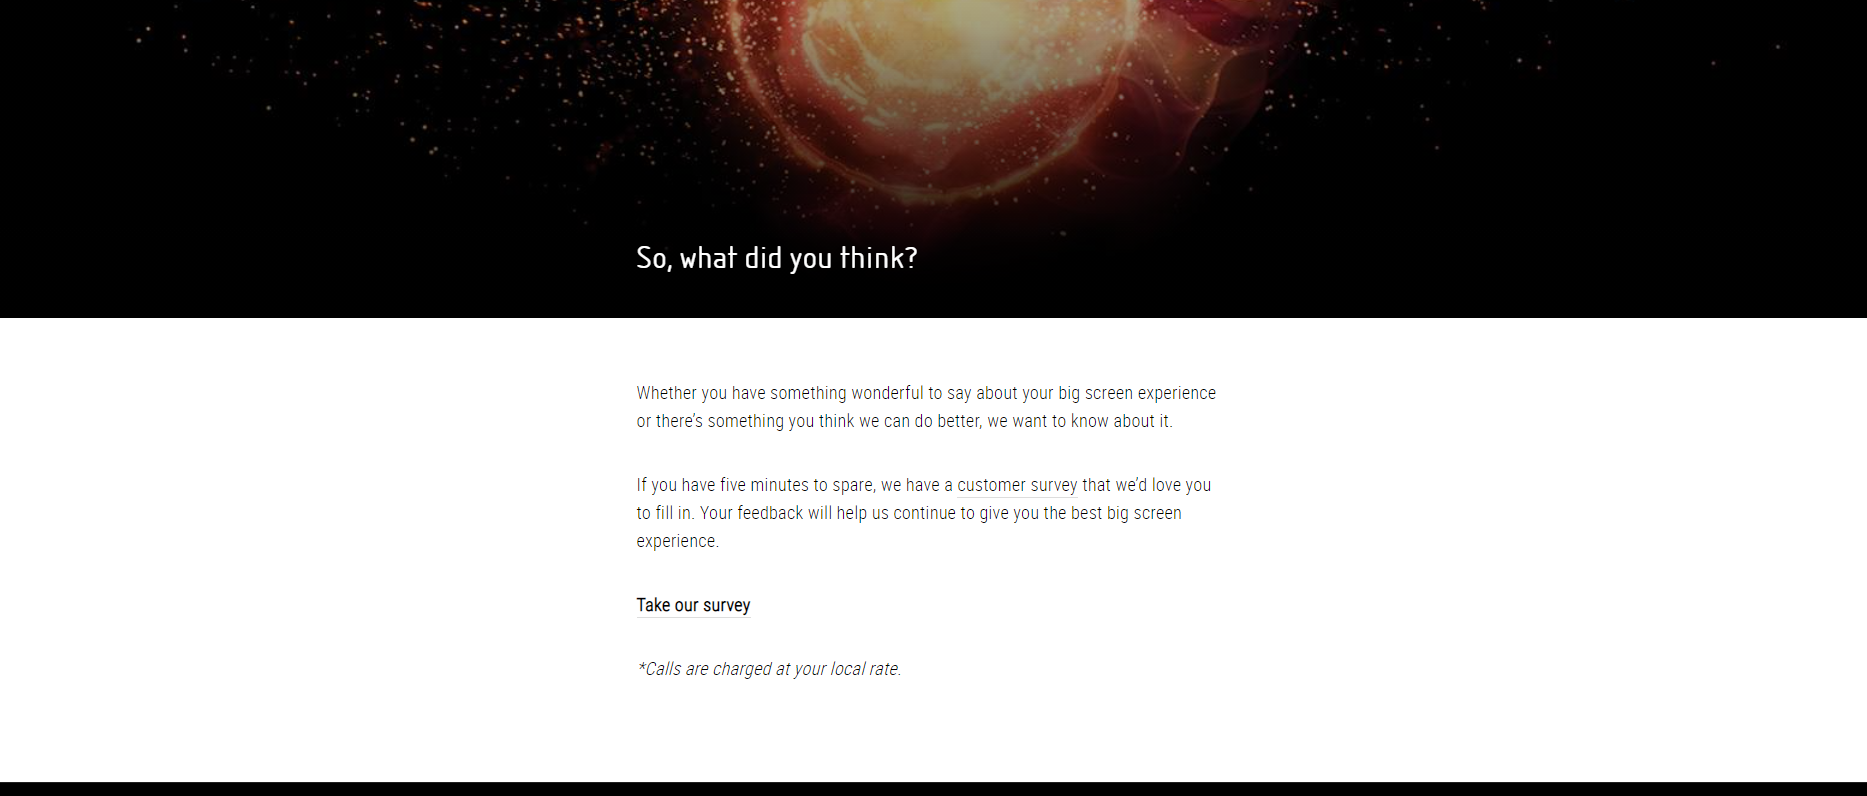 So, what did you think?
Whether you have something wonderful to say about your big screen experience
or there's something you think we can do better, we want to know about it.
If you have five minutes to spare, we have a customer survey that we'd love you
to fill in. Your feedback will help us continue to give you the best big screen
experience.
Take our survey
*Calls are charged at your local rate.